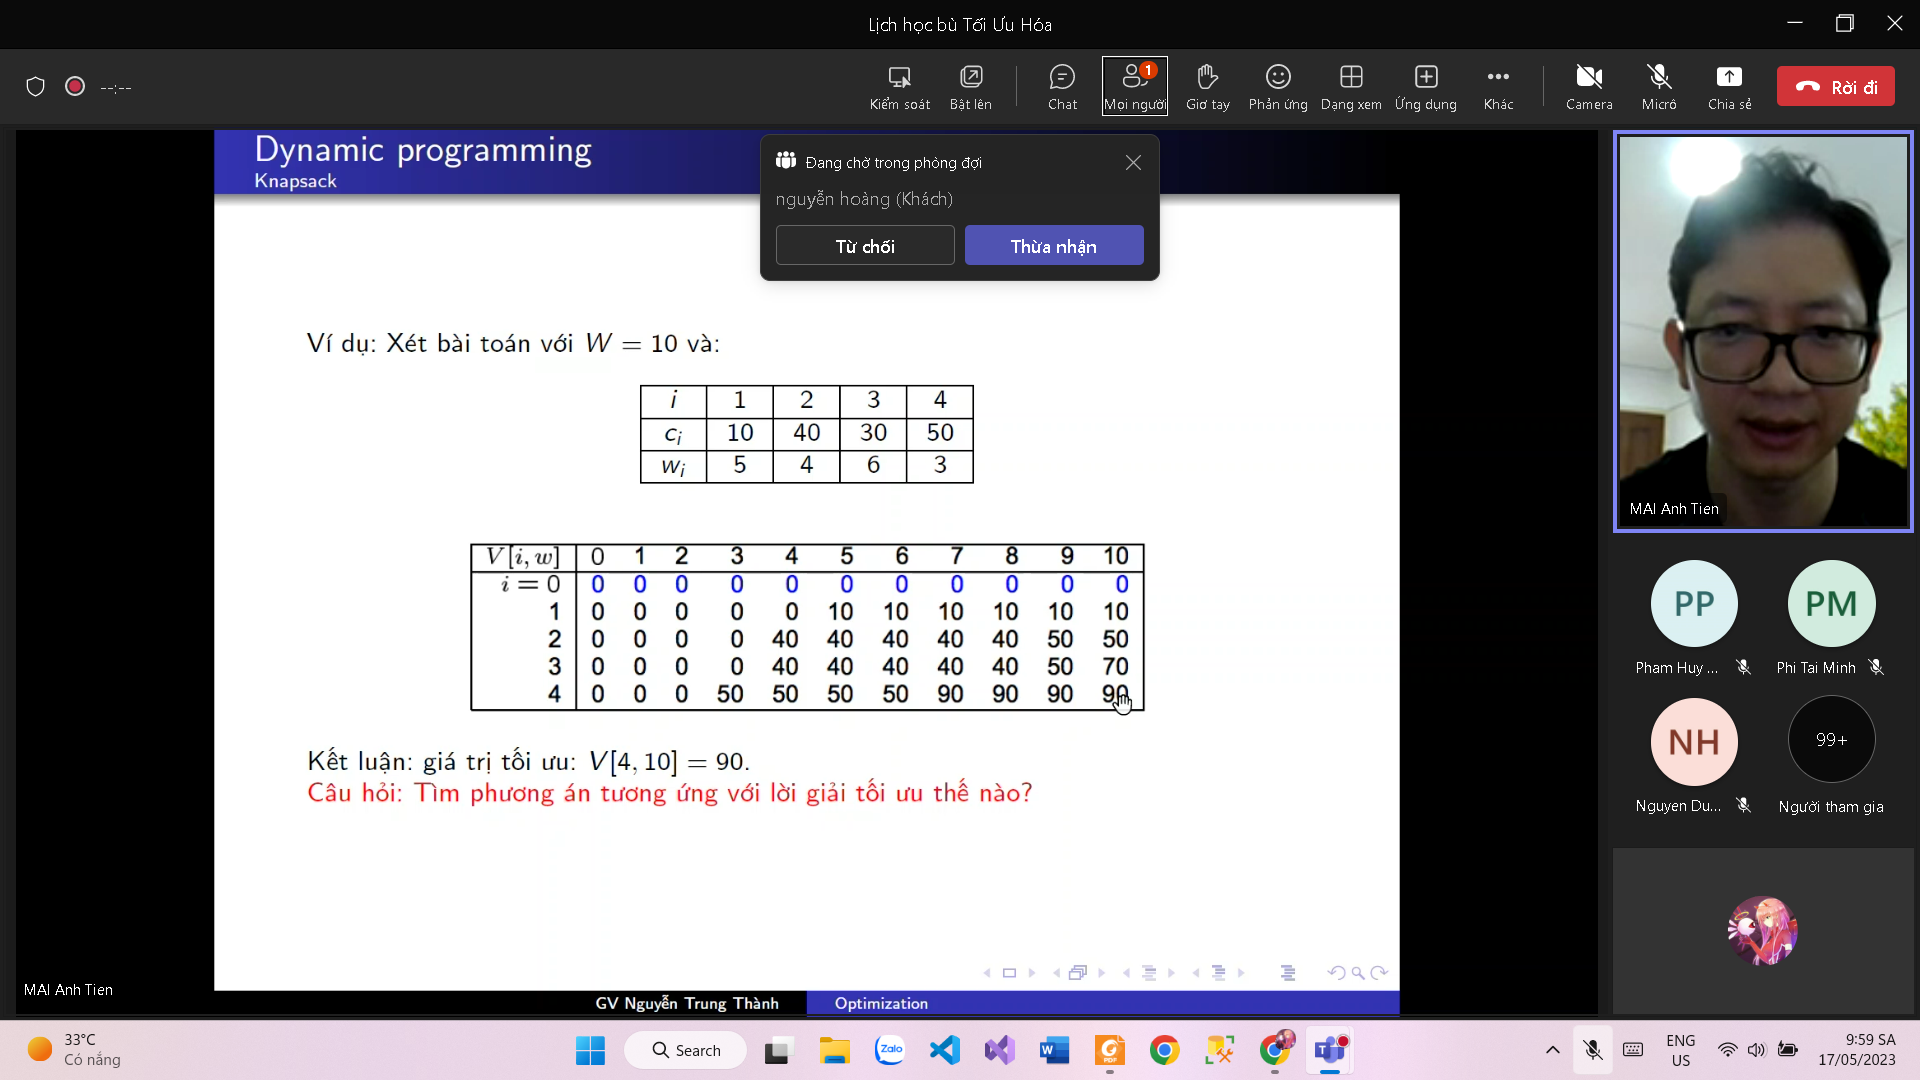 Lịch học bù Tối Ưu Hóa
--:--
Kiểm soát
Bật lên
Chat
Mọi người
1
Giơ tay
Phản ứng
Dạng xem
Ứng dụng
Khác
Camera
Micrô
Chia sẻ
Rời đi
Dynamic programming
Knapsack
Đang chờ trong phòng đợi
nguyễn hoàng (Khách)
Từ chối
Thừa nhận
Ví dụ: Xét bài toán với W = 10 và:
i 1 2 3 4
ci 10 40 30 50
wi 5 4 6 3
V[i, w] 0 1 2 3 4 5 6 7 8 9 10
i = 0 0 0 0 0 0 0 0 0 0 0 0
1 0 0 0 0 0 10 10 10 10 10 10
2 0 0 0 0 40 40 40 40 40 50 50
3 0 0 0 0 40 40 40 40 40 50 70
4 0 0 0 50 50 50 50 90 90 90 90
Kết luận: giá trị tối ưu: V[4, 10] = 90.
Câu hỏi: Tìm phương án tương ứng với lời giải tối ưu thế nào?
GV Nguyễn Trung Thành
Optimization
MAI Anh Tien
MAI Anh Tien
PP
PM
Pham Huy ...
Phi Tai Minh
NH
99+
Nguyen Du...
Người tham gia
33°C
Có nắng
Search
Zalo
PDF
ENG
US
9:59 SA
17/05/2023